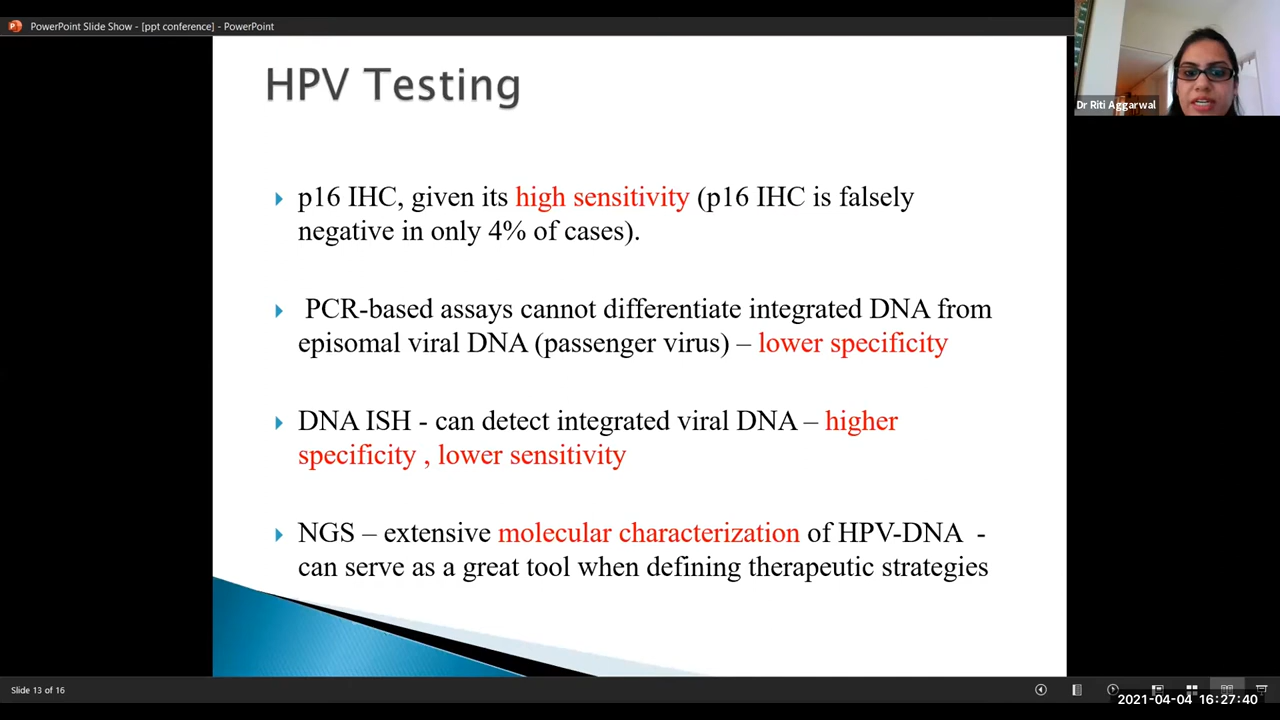 PowerPoint Slide Show - [ppt conference] - PowerPoint
Dr Riti Aggarwal
HPV Testing
p16 IHC, given its high sensitivity (p16 IHC is falsely
negative in only 4% of cases).
PCR-based assays cannot differentiate integrated DNA from
episomal viral DNA (passenger virus) – lower specificity
DNA ISH - can detect integrated viral DNA – higher
specificity , lower sensitivity
NGS – extensive molecular characterization of HPV-DNA -
can serve as a great tool when defining therapeutic strategies
Slide 13 of 16
2021-04-04 16:27:40